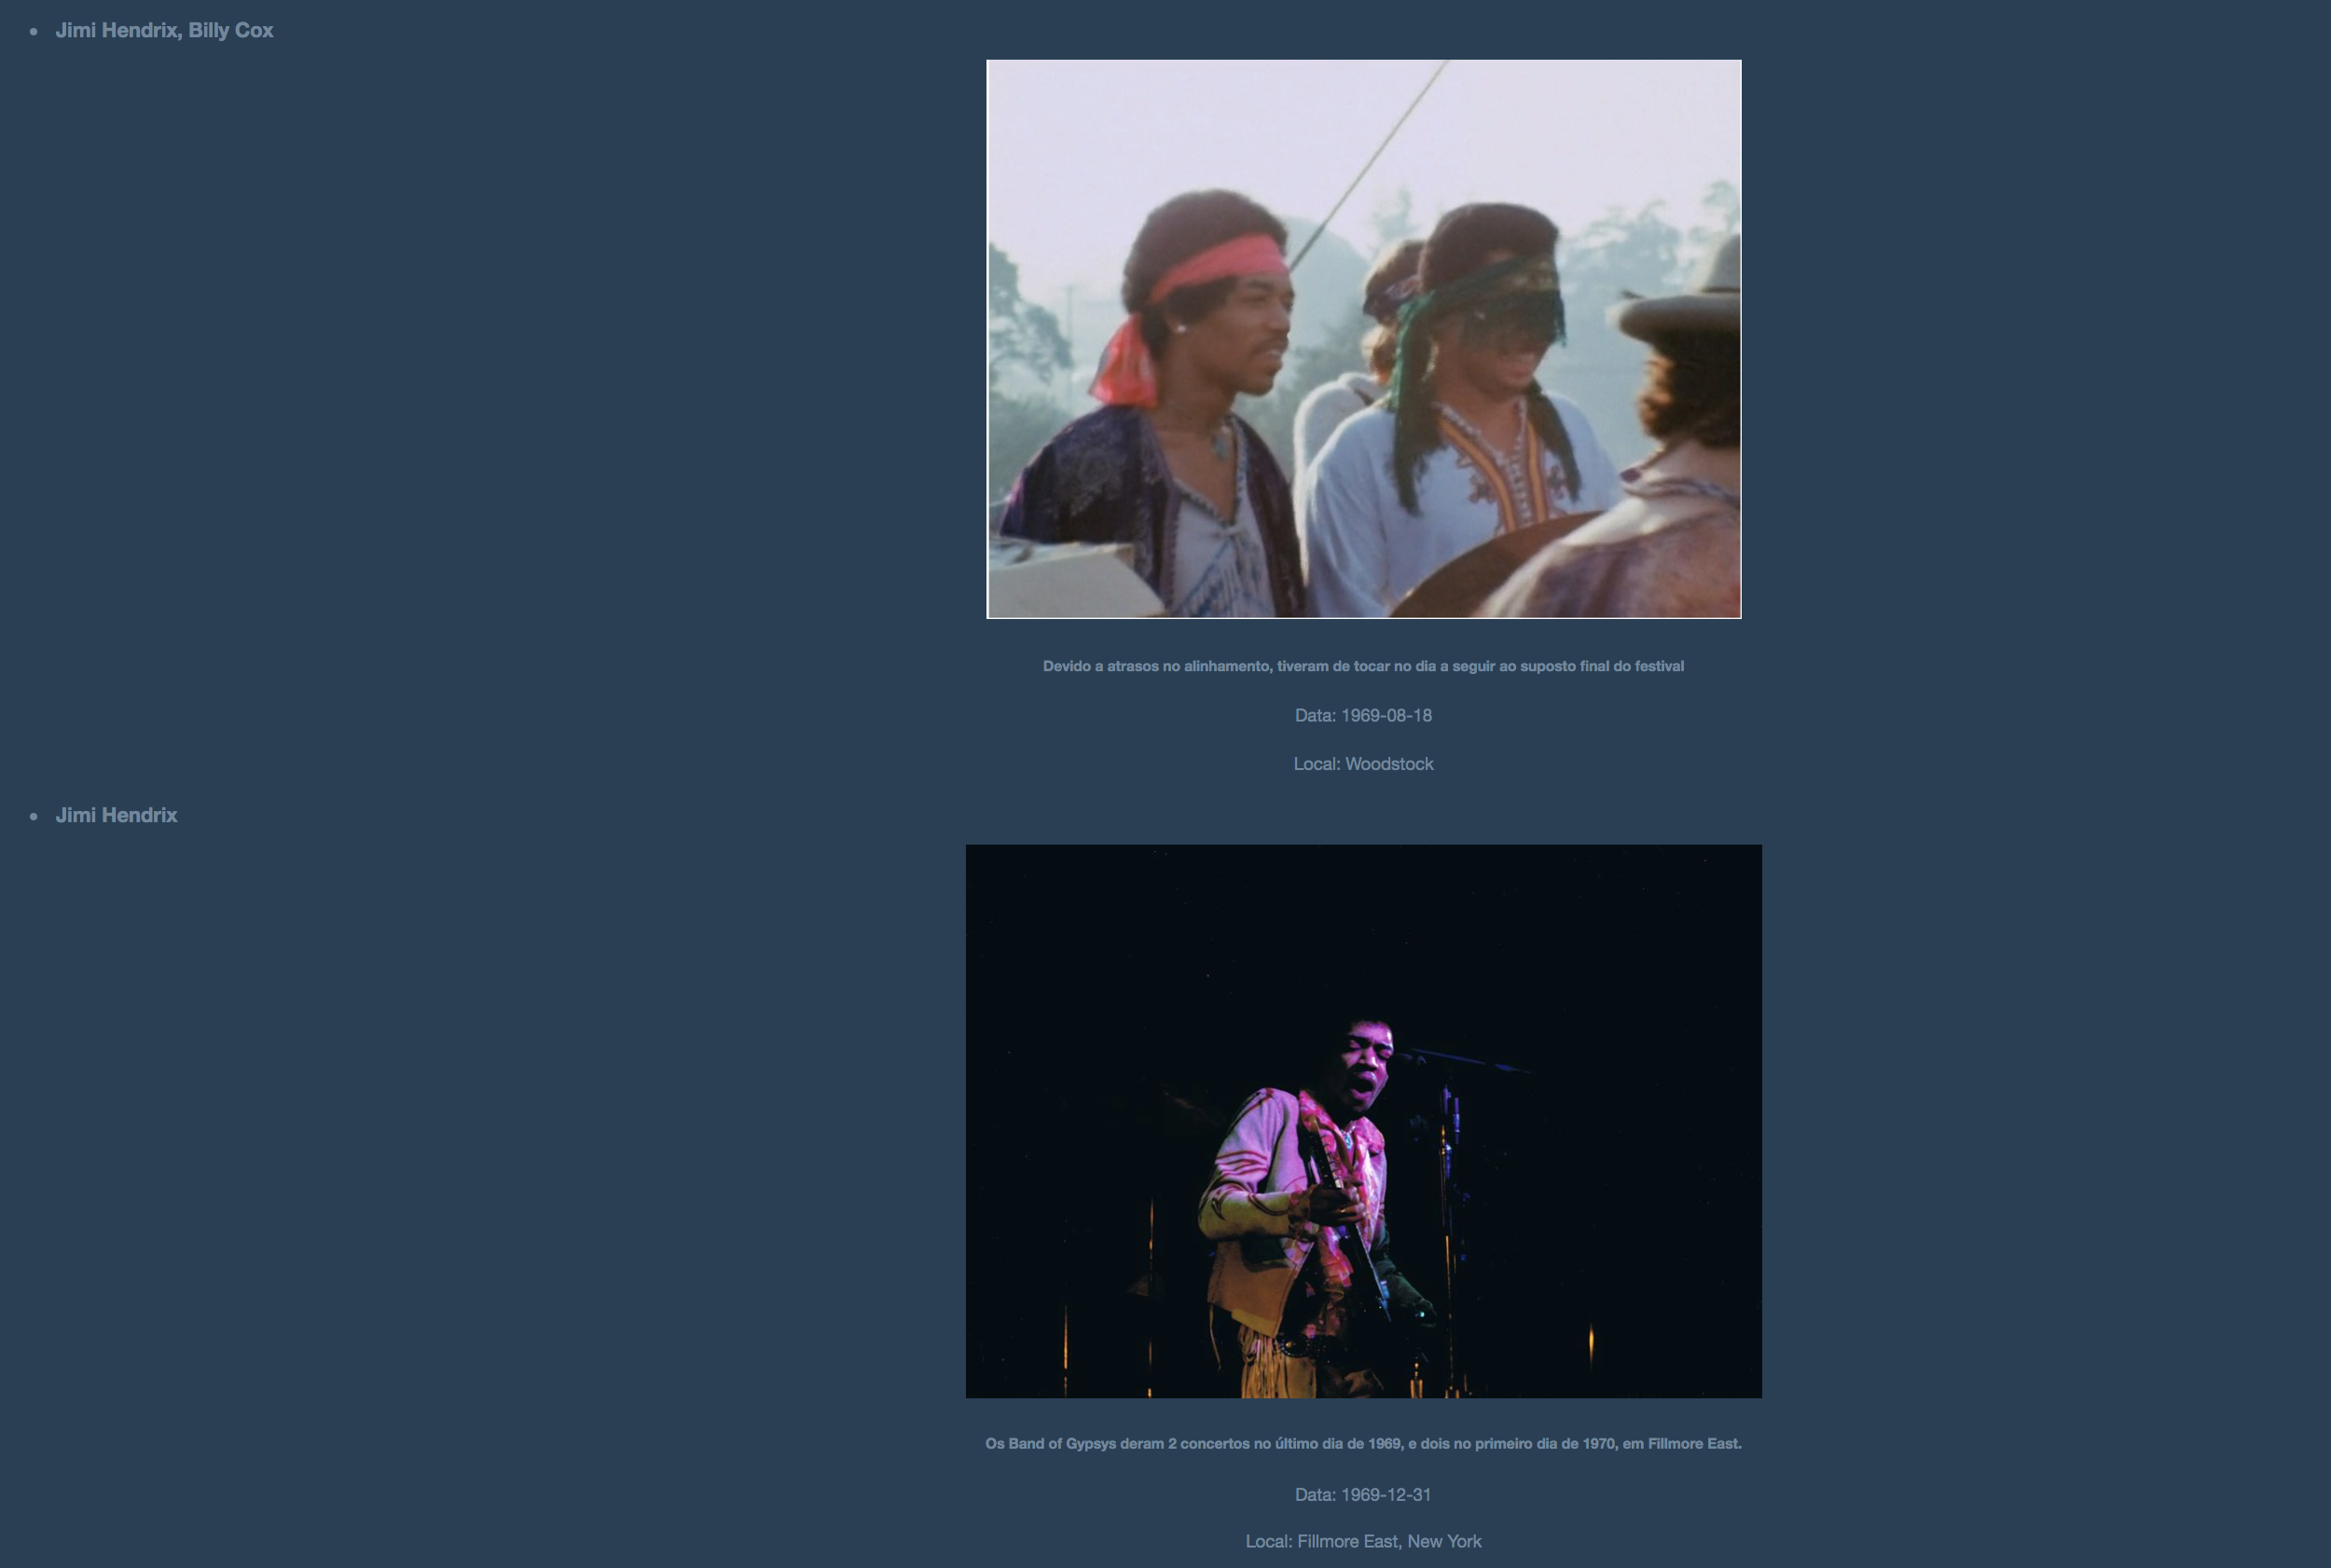 Jimi Hendrix, Billy Cox
Devido a atrasos no alinhamento, tiveram de tocar no dia a seguir ao suposto final do festival
Data: 1969-08-18
Local: Woodstock
Jimi Hendrix
Os Band of Gypsys deram 2 concertos no último dia de 1969, e dois no primeiro dia de 1970, em Fillmore East.
Data: 1969-12-31
Local: Fillmore East, New York